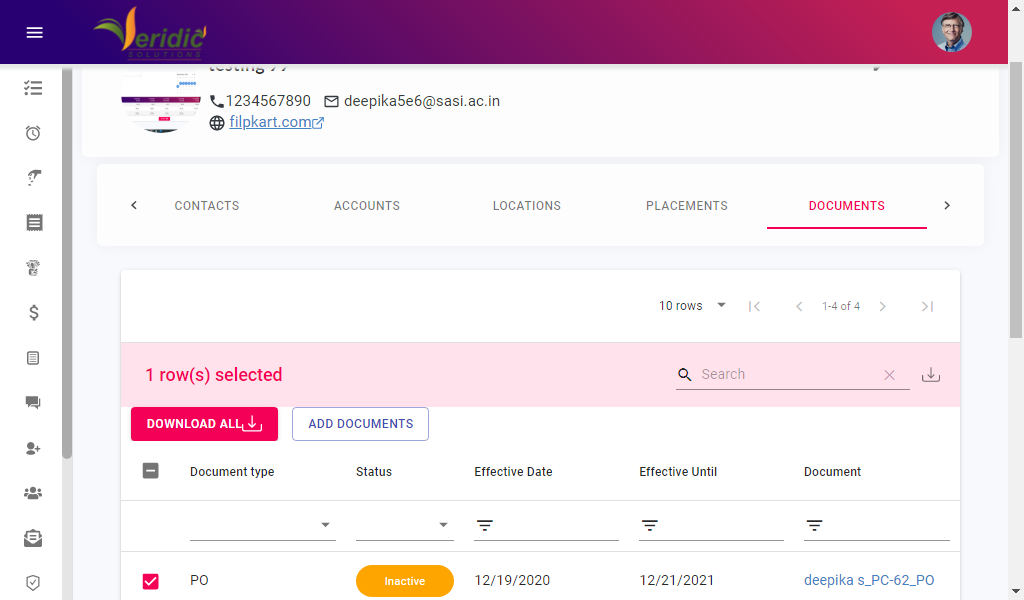 Veridic
SOLUTIONS
testing 99
1234567890 deepika5e6@sasi.ac.in
filpkart.com
CONTACTS ACCOUNTS LOCATIONS PLACEMENTS DOCUMENTS
10 rows 1-4 of 4
1 row(s) selected Search
DOWNLOAD ALL ADD DOCUMENTS
Document type Status Effective Date Effective Until Document
PO Inactive 12/19/2020 12/21/2021 deepika s_PC-62_PO